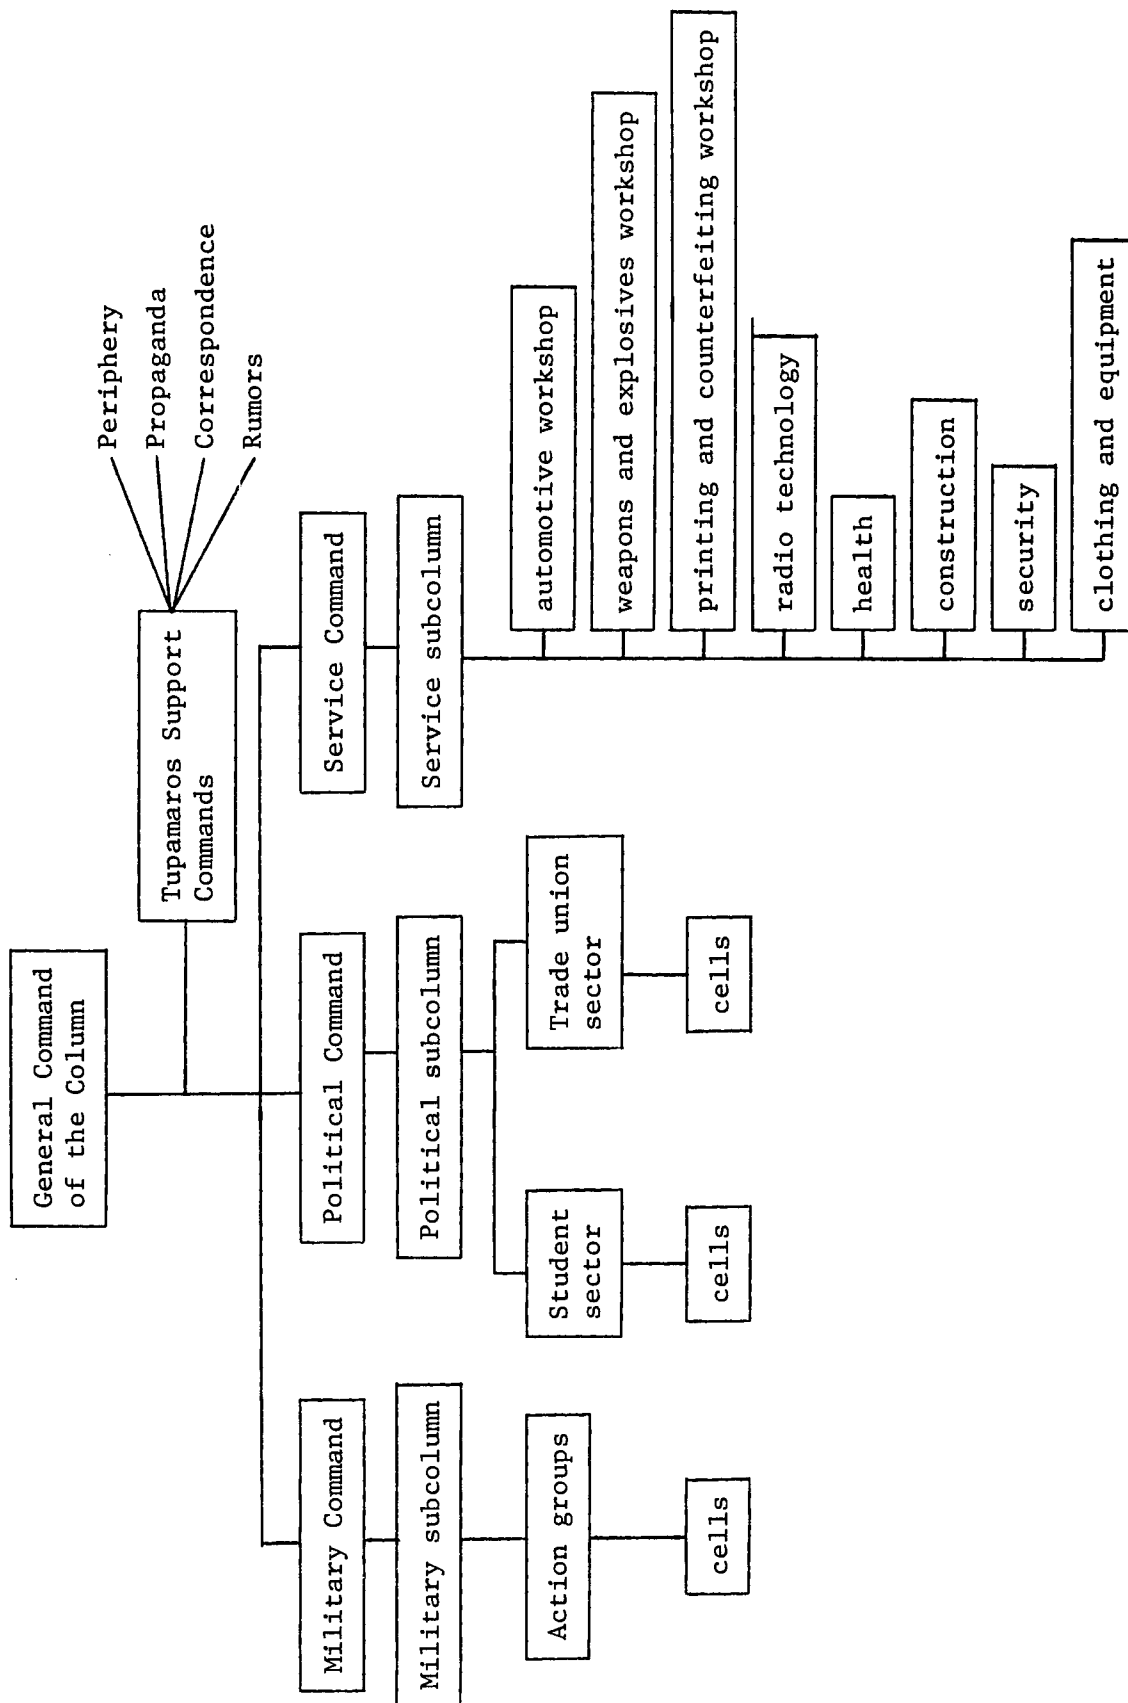 General Command
of the Column
Tupamaros Support
Commands
Periphery
Propaganda
Correspondence
Rumors
Military Command
Political Command
Service Command
Military subcolumn
Political subcolumn
Service subcolumn
Action groups
Student
sector
Trade union
sector
cells
cells
cells
automotive workshop
weapons and explosives workshop
printing and counterfeiting workshop
radio technology
health
construction
security
clothing and equipment